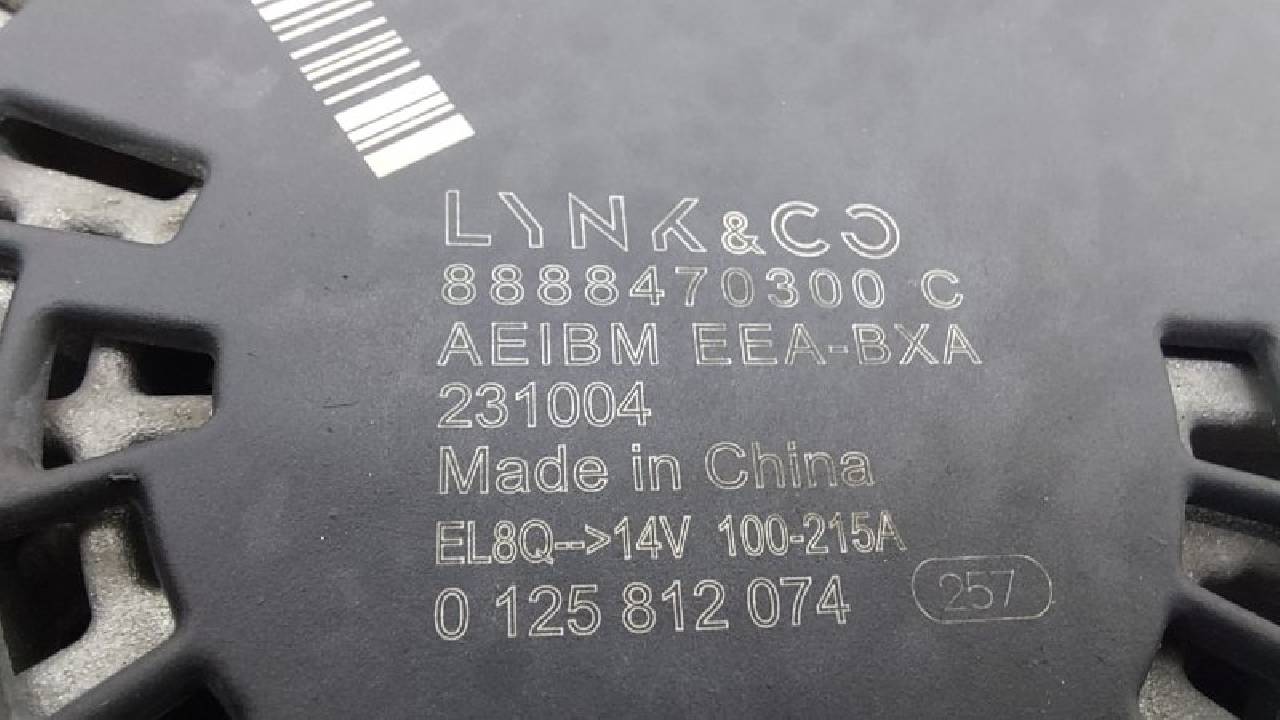 LYNK&CO
8888470300 C
AEIBM EEA-BXA
231004
Made in China
EL8Q-->14V 100-215A
0 125 812 074 257